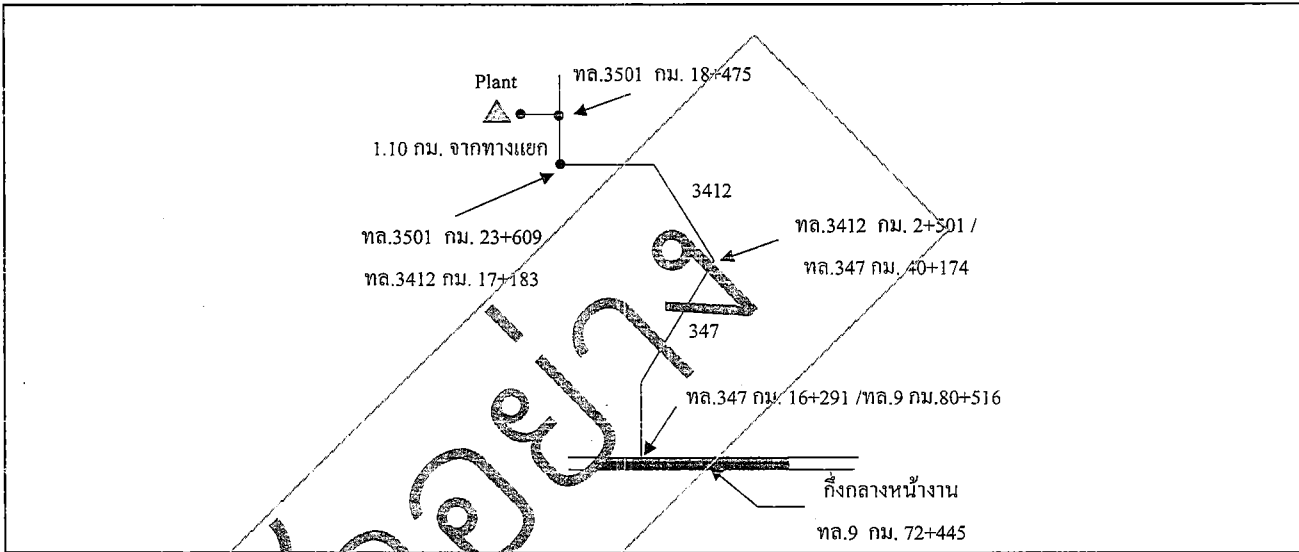 Plant
ทล.3501 กม. 18+475
1.10 กม. จากทางแยก
3412
ทล.3501 กม. 23+609
ทล.3412 กม. 17+183
ทล.3412 กม. 2+501 /
ทล.347 กม. 40+174
347
ทล.347 กม. 16+291 /ทล.9 กม.80+516
กึ่งกลางหน้างาน
ทล.9 กม. 72+445